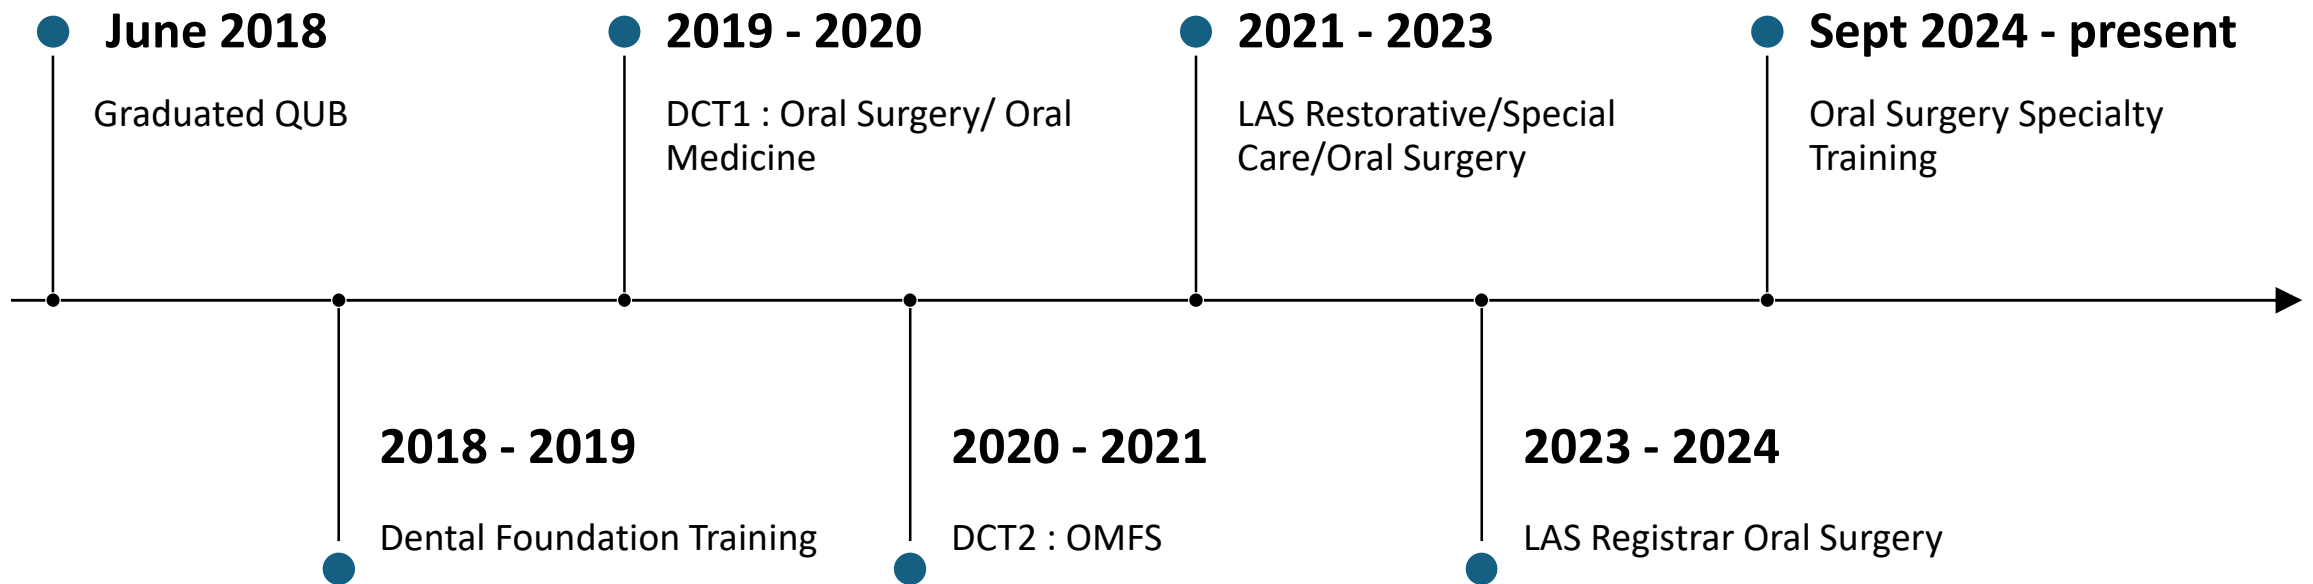 June 2018
Graduated QUB
2018 - 2019
Dental Foundation Training
2019 - 2020
DCT1 : Oral Surgery/ Oral
Medicine
2020 - 2021
DCT2 : OMFS
2021 - 2023
LAS Restorative/Special
Care/Oral Surgery
2023 - 2024
LAS Registrar Oral Surgery
Sept 2024 - present
Oral Surgery Specialty
Training